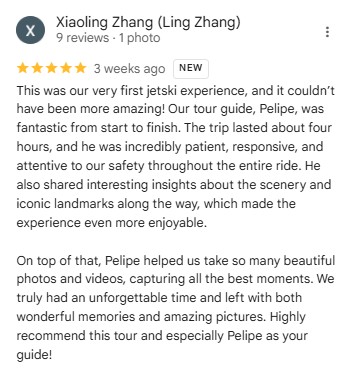 X
Xiaoling Zhang (Ling Zhang)
9 reviews · 1 photo
3 weeks ago NEW
This was our very first jetski experience, and it couldn't
have been more amazing! Our tour guide, Pelipe, was
fantastic from start to finish. The trip lasted about four
hours, and he was incredibly patient, responsive, and
attentive to our safety throughout the entire ride. He
also shared interesting insights about the scenery and
iconic landmarks along the way, which made the
experience even more enjoyable.
On top of that, Pelipe helped us take so many beautiful
photos and videos, capturing all the best moments. We
truly had an unforgettable time and left with both
wonderful memories and amazing pictures. Highly
recommend this tour and especially Pelipe as your
guide!